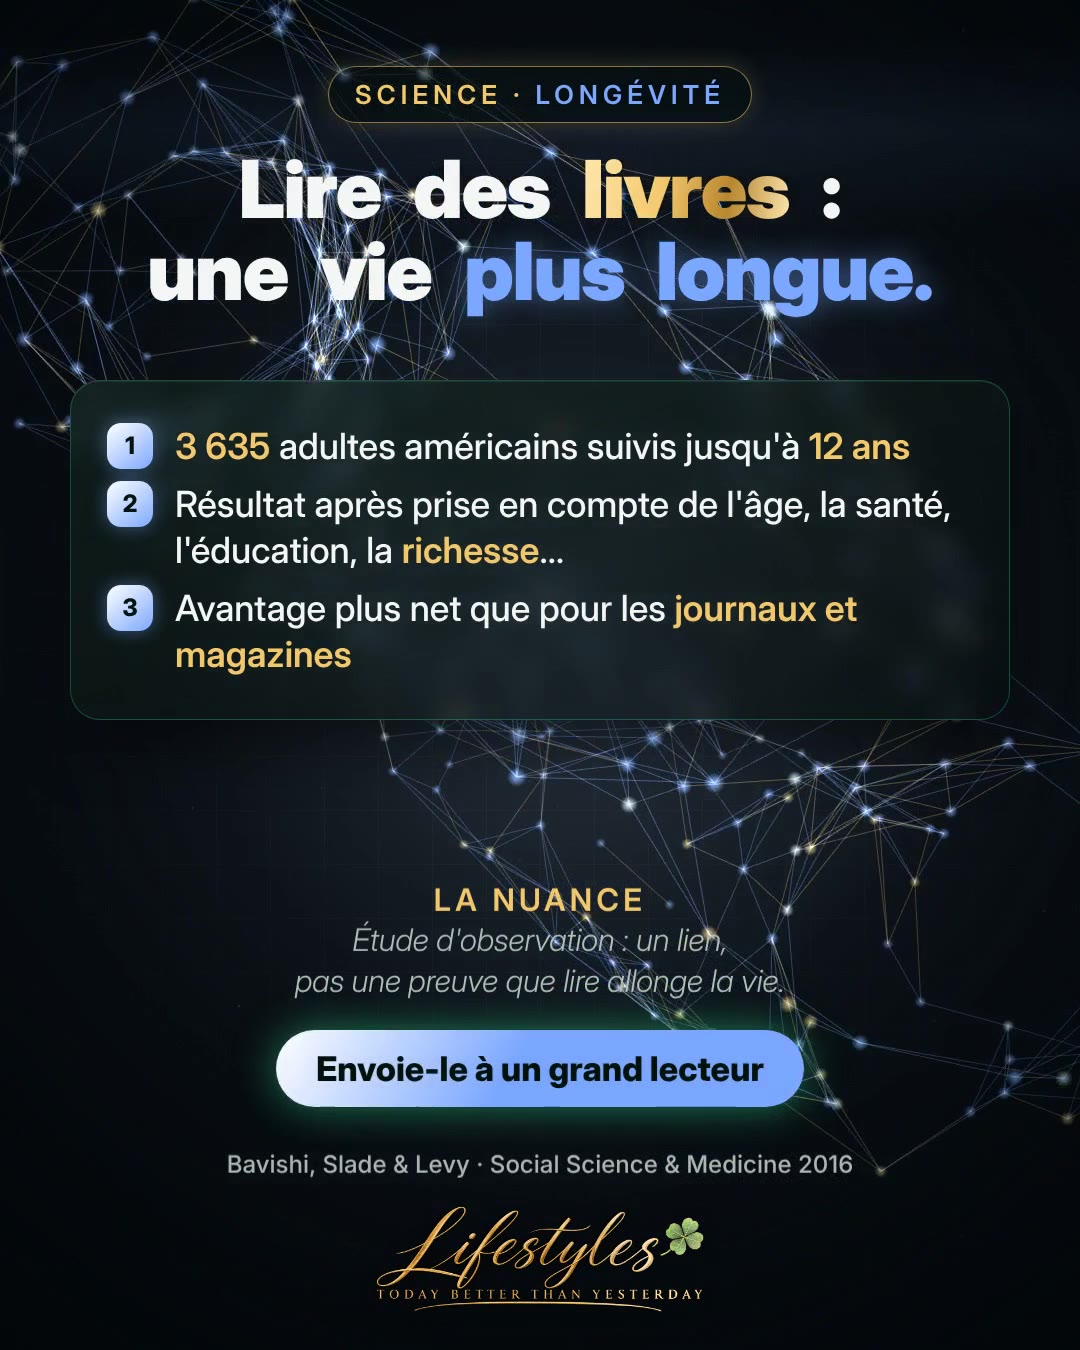 SCIENCE · LONGÉVITÉ
Lire des livres :
une vie plus longue.
1 3 635 adultes américains suivis jusqu'à 12 ans
2 Résultat après prise en compte de l'âge, la santé,
l'éducation, la richesse...
3 Avantage plus net que pour les journaux et
magazines
LA NUANCE
Étude d'observation : un lien,
pas une preuve que lire allonge la vie.
Envoie-le à un grand lecteur
Bavishi, Slade & Levy · Social Science & Medicine 2016
Lifestyles
TODAY BETTER THAN YESTERDAY